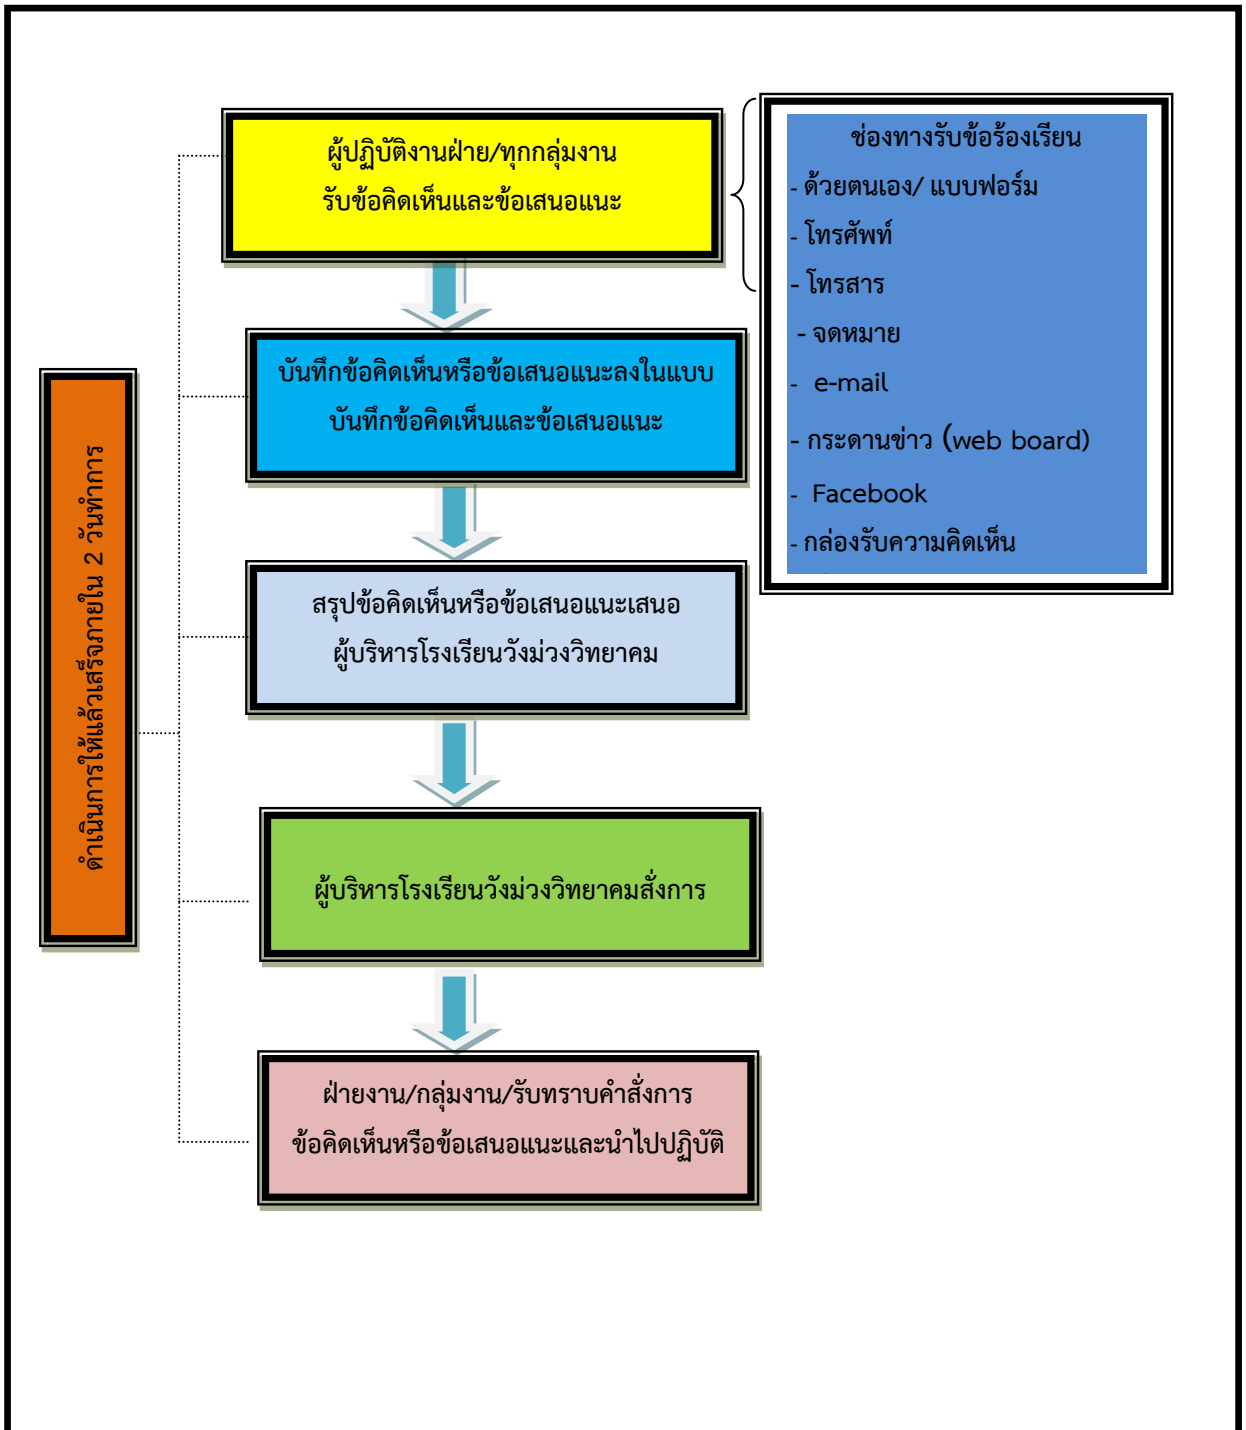 ผู้ปฏิบัติงานฝ่าย/ทุกกลุ่มงาน
รับข้อคิดเห็นและข้อเสนอแนะ
ช่องทางรับข้อร้องเรียน
- ด้วยตนเอง/ แบบฟอร์ม
- โทรศัพท์
- โทรสาร
- จดหมาย
- e-mail
- กระดานข่าว (web board)
- Facebook
- กล่องรับความคิดเห็น
บันทึกข้อคิดเห็นหรือข้อเสนอแนะลงในแบบ
บันทึกข้อคิดเห็นและข้อเสนอแนะ
สรุปข้อคิดเห็นหรือข้อเสนอแนะเสนอ
ผู้บริหารโรงเรียนวังม่วงวิทยาคม
ผู้บริหารโรงเรียนวังม่วงวิทยาคมสั่งการ
ฝ่ายงาน/กลุ่มงาน/รับทราบคำสั่งการ
ข้อคิดเห็นหรือข้อเสนอแนะและนำไปปฏิบัติ
ดำเนินการให้แล้วเสร็จภายใน 2 วันทำการ